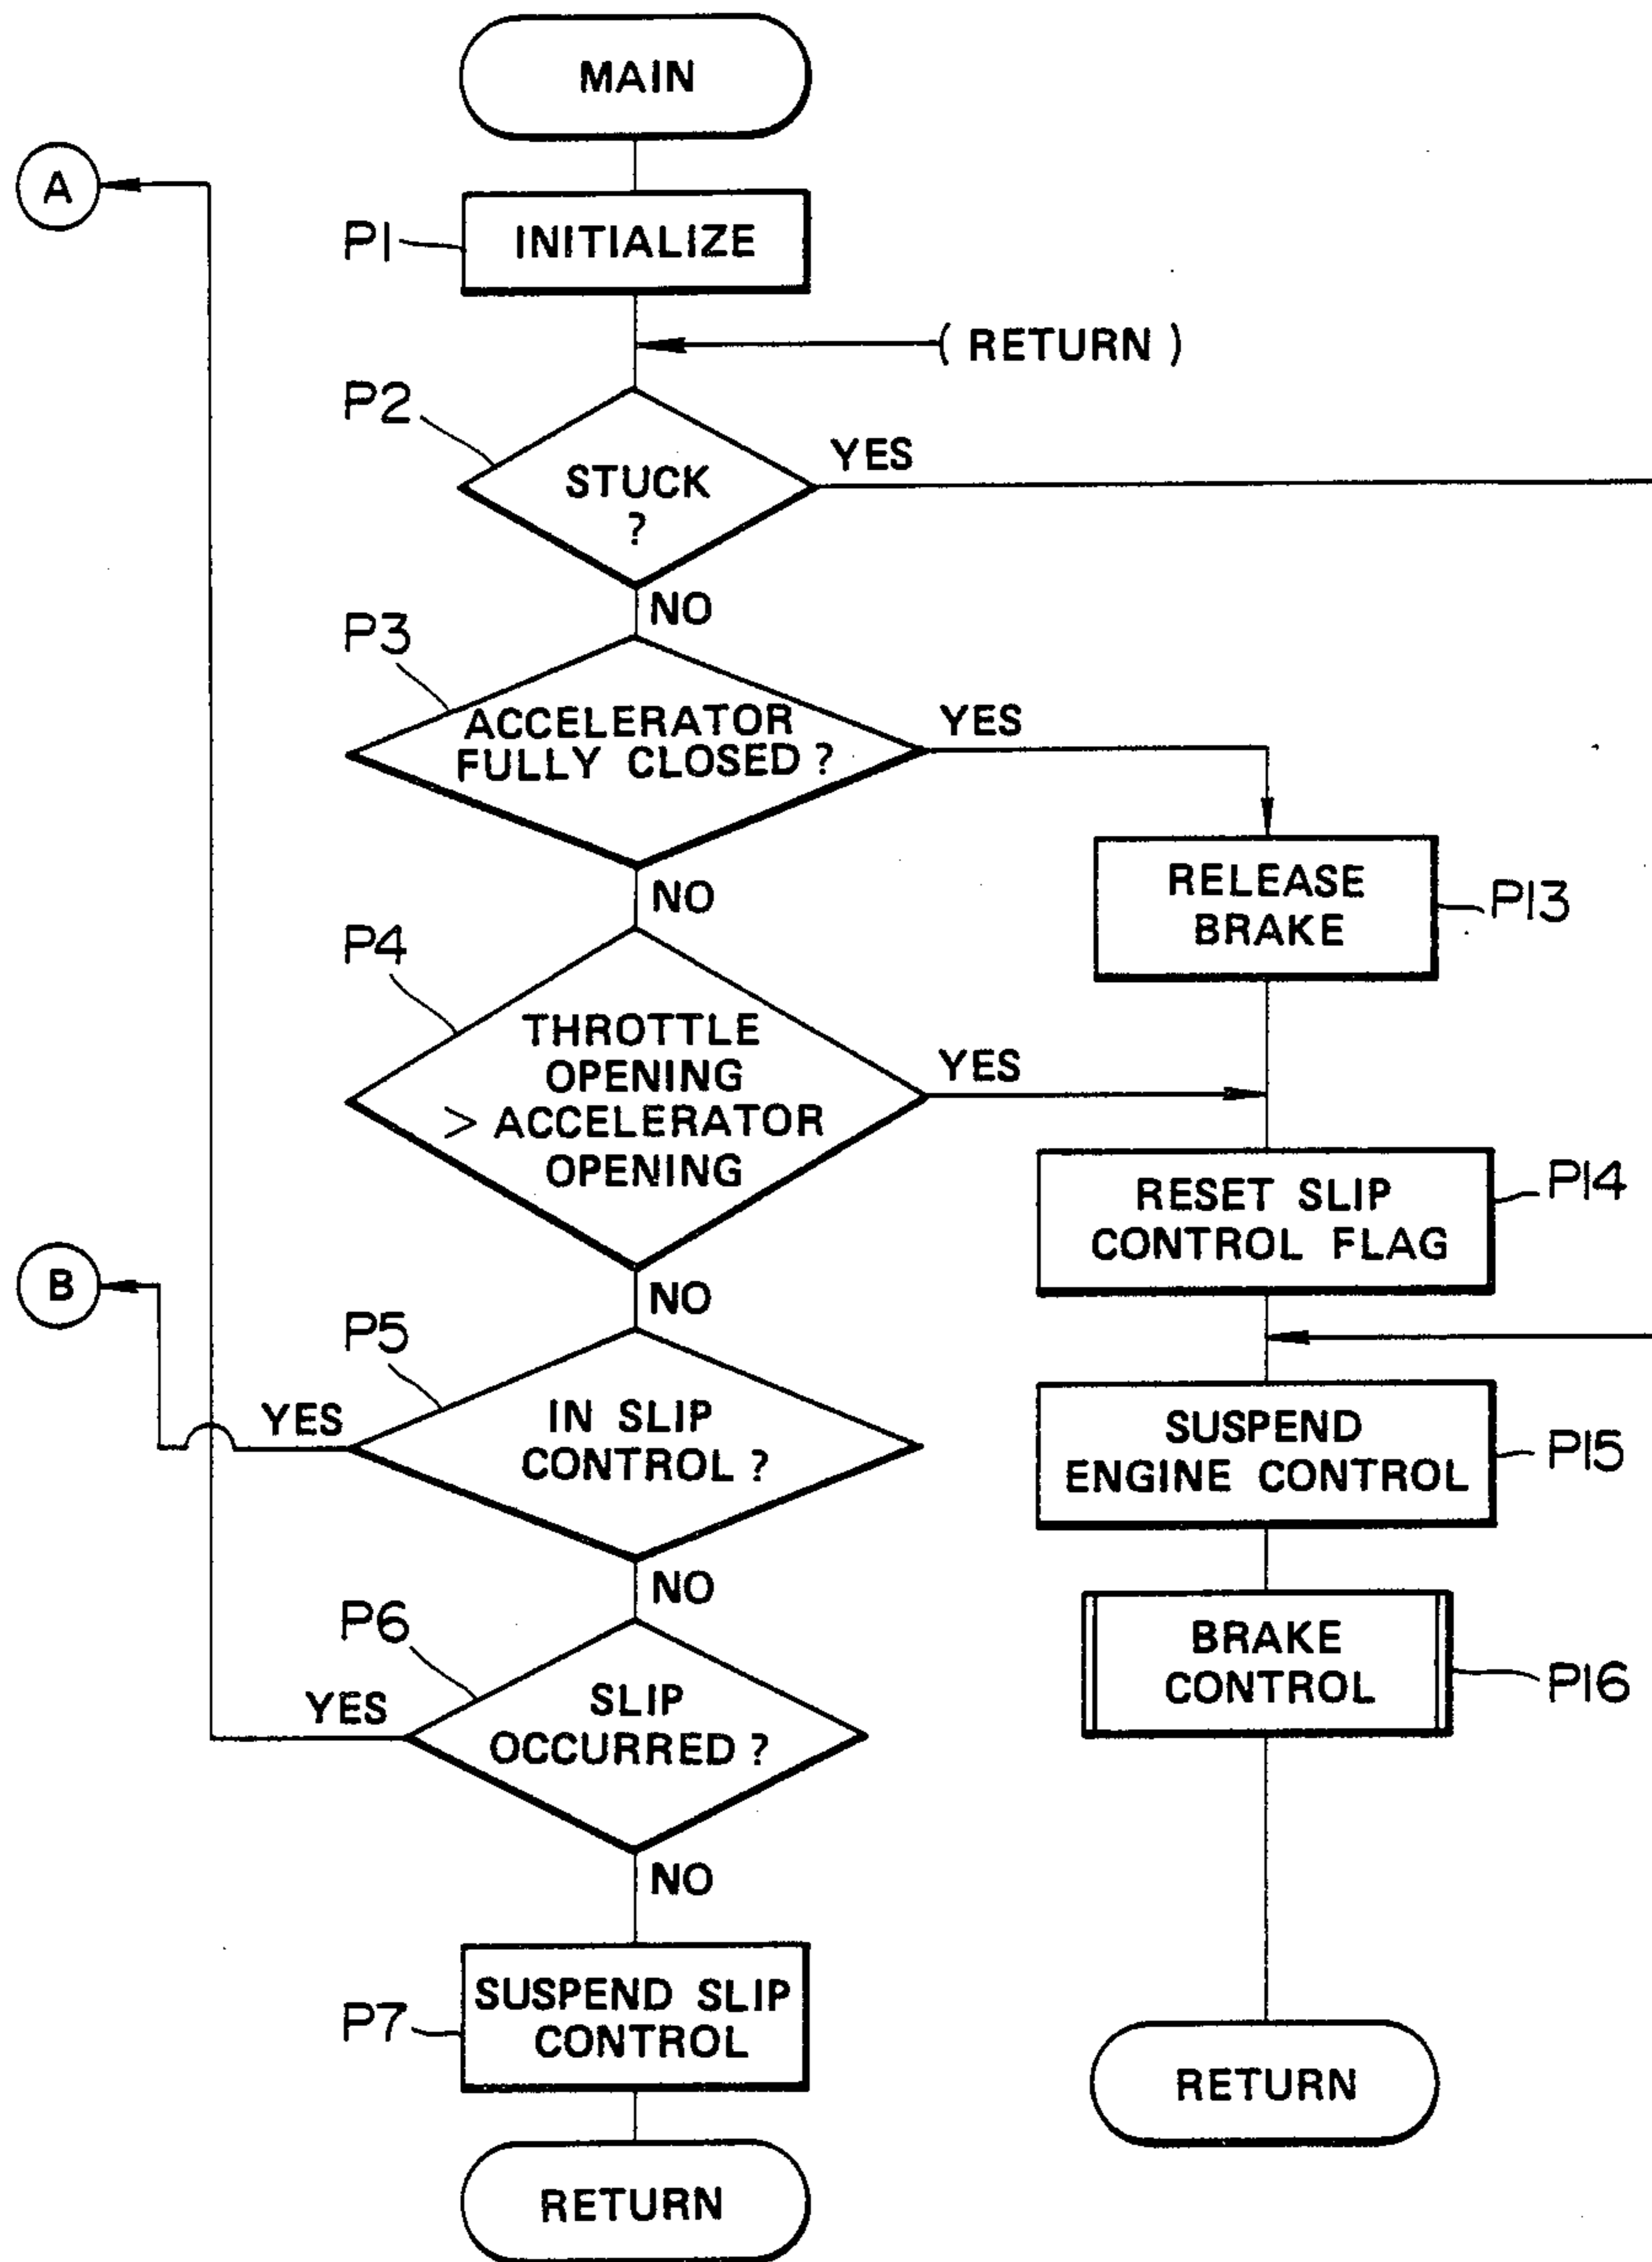 MAIN
A
P1
INITIALIZE
( RETURN )
P2
STUCK
?
YES
NO
P3
ACCELERATOR
FULLY CLOSED ?
YES
NO
RELEASE
BRAKE
P13
P4
THROTTLE
OPENING
> ACCELERATOR
OPENING
YES
NO
RESET SLIP
CONTROL FLAG
P14
B
P5
IN SLIP
CONTROL ?
YES
NO
SUSPEND
ENGINE CONTROL
P15
P6
SLIP
OCCURRED ?
YES
NO
BRAKE
CONTROL
P16
P7
SUSPEND SLIP
CONTROL
RETURN
RETURN